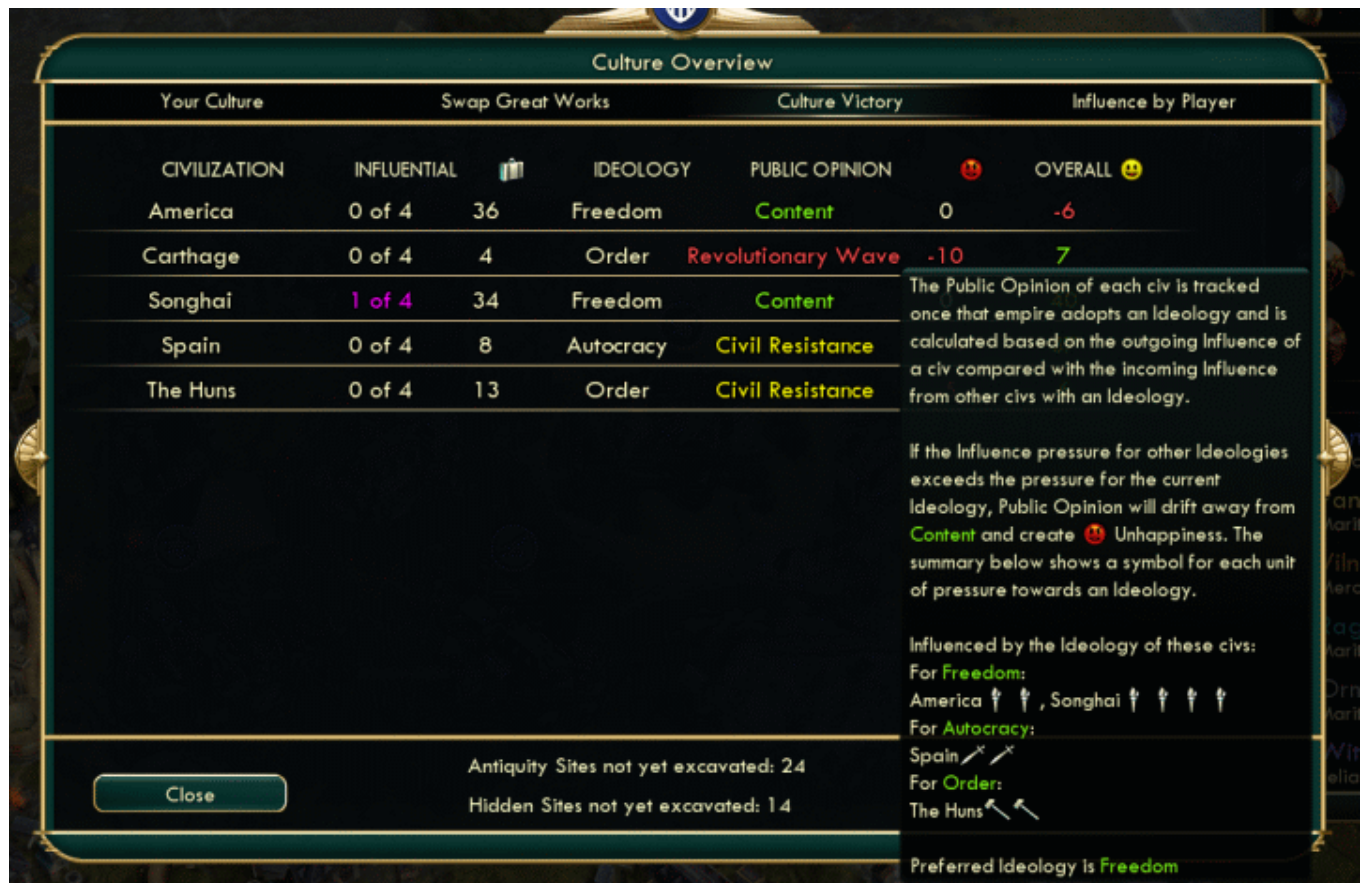 Culture Overview
Your Culture Swap Great Works Culture Victory Influence by Player
CIVILIZATION INFLUENTIAL IDEOLOGY PUBLIC OPINION OVERALL
America 0 of 4 36 Freedom Content 0 -6
Carthage 0 of 4 4 Order Revolutionary Wave -10 7
Songhai 1 of 4 34 Freedom Content
Spain 0 of 4 8 Autocracy Civil Resistance
The Huns 0 of 4 13 Order Civil Resistance
The Public Opinion of each civ is tracked
once that empire adopts an Ideology and is
calculated based on the outgoing Influence of
a civ compared with the incoming Influence
from other civs with an Ideology.
If the Influence pressure for other Ideologies
exceeds the pressure for the current
Ideology, Public Opinion will drift away from
Content and create Unhappiness. The
summary below shows a symbol for each unit
of pressure towards an Ideology.
Influenced by the Ideology of these civs:
For Freedom:
America , Songhai
For Autocracy:
Spain
For Order:
The Huns
Preferred Ideology is Freedom
Antiquity Sites not yet excavated: 24
Hidden Sites not yet excavated: 14
Close